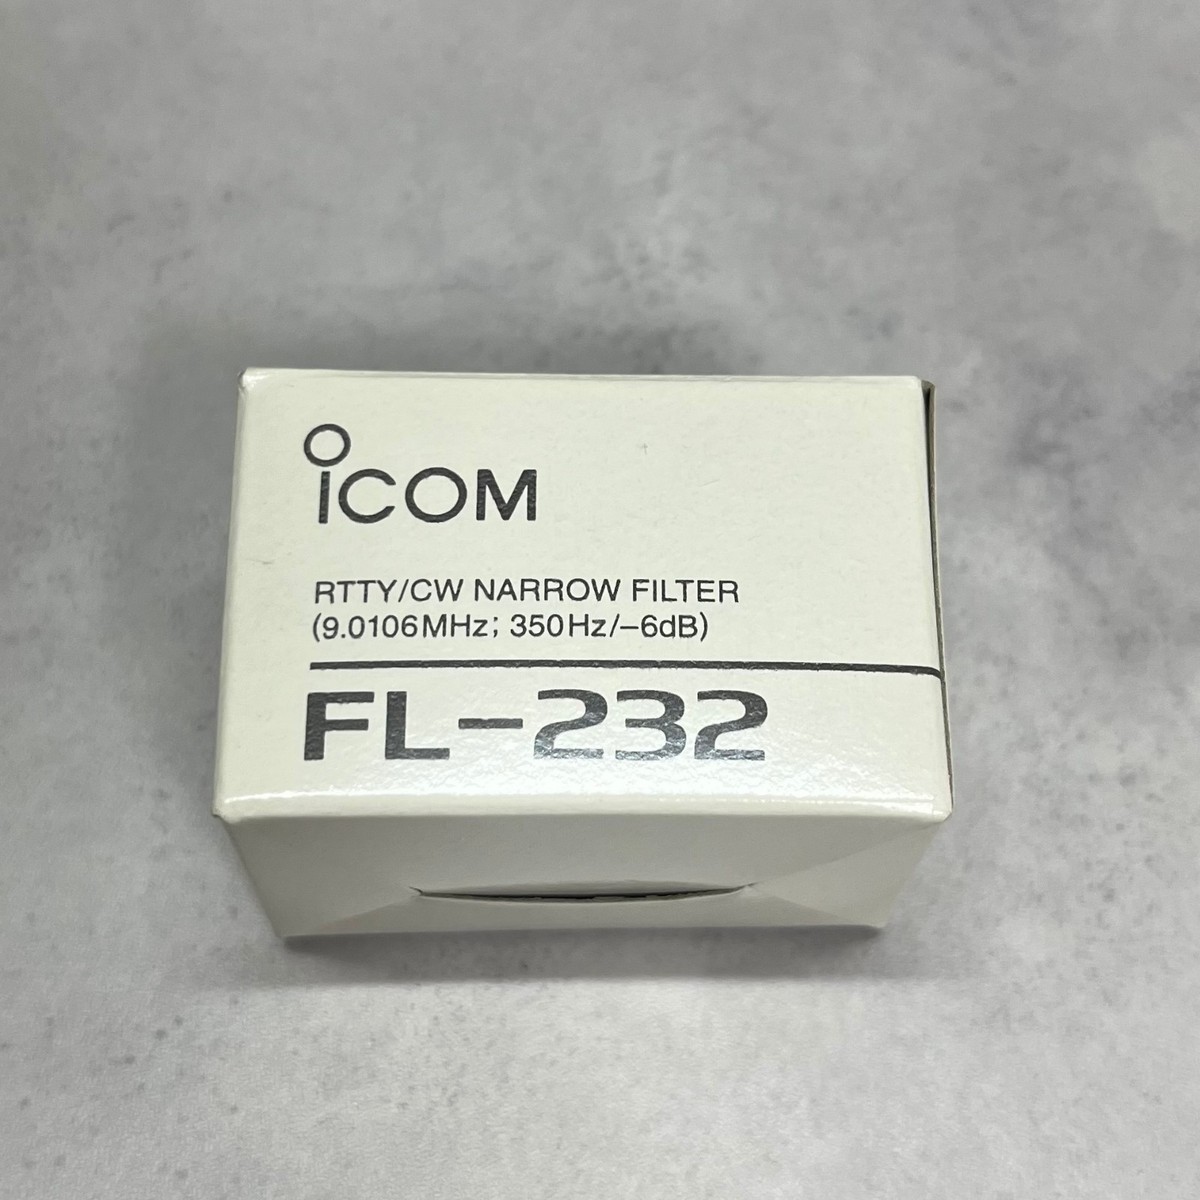 iCOM
RTTY/CW NARROW FILTER
(9.0106MHz; 350Hz/-6dB)
FL-232